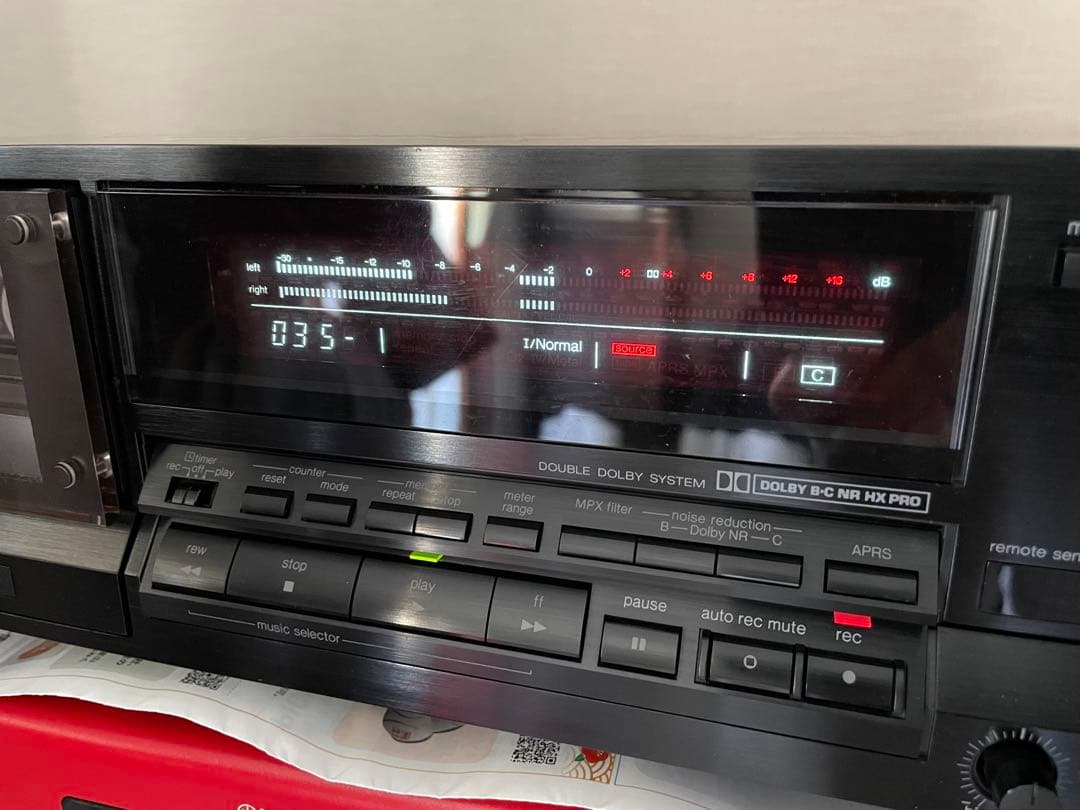 -30 -15 -12 -10 -8 -6 -4 -2 0 +2 +4 +6 +8 +12 +18 dB
left
right
035-1
I/Normal
source
C
APRS MPX
DOUBLE DOLBY SYSTEM DOLBY B·C NR HX PRO
timer
rec off play
counter
reset mode
repeat
meter range
MPX filter
noise reduction
B — Dolby NR — C
APRS
rew
stop
play
ff
pause
auto rec mute
rec
music selector
remote sen